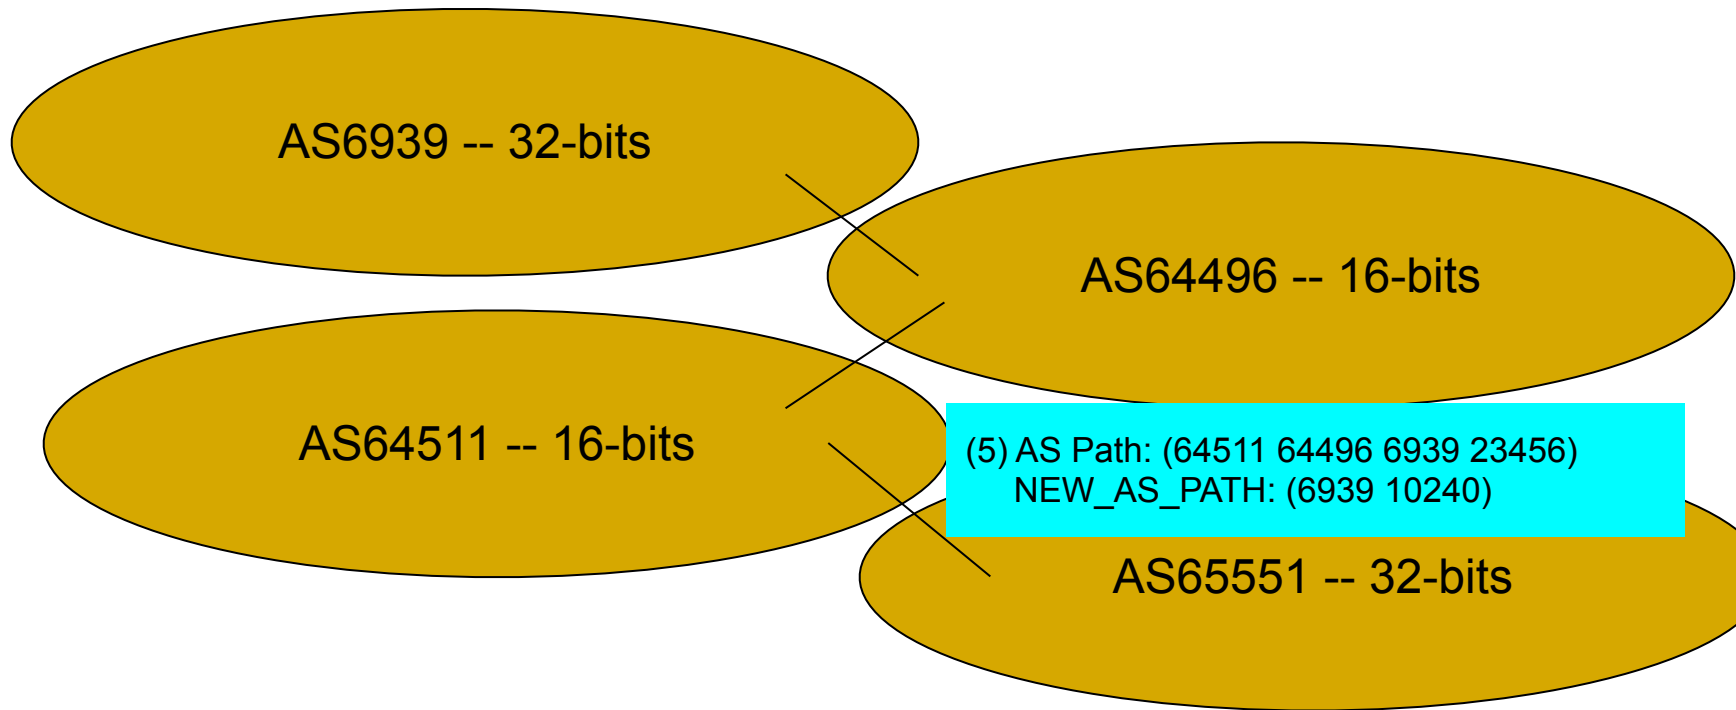 AS6939 -- 32-bits
AS64496 -- 16-bits
AS64511 -- 16-bits
(5) AS Path: (64511 64496 6939 23456)
NEW_AS_PATH: (6939 10240)
AS65551 -- 32-bits